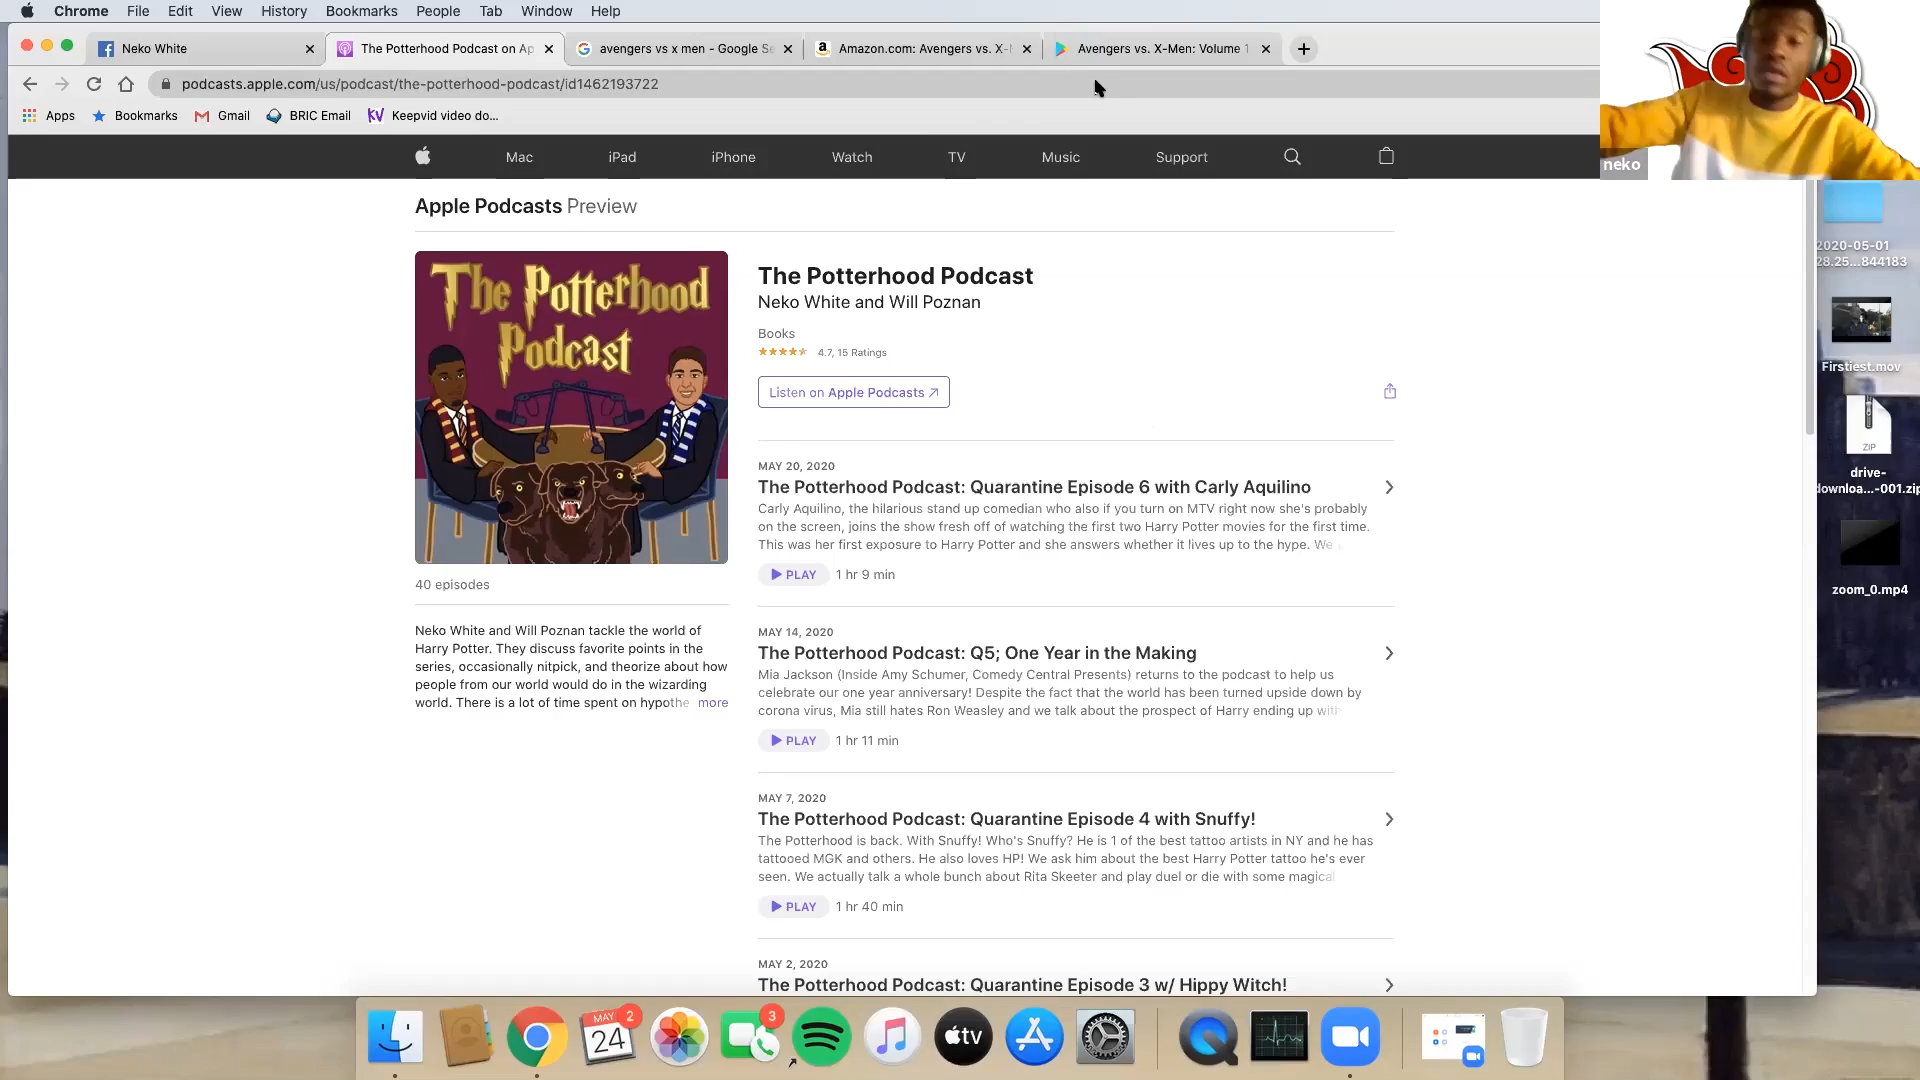 Chrome File Edit View History Bookmarks People Tab Window Help
Neko White
The Potterhood Podcast on Ap
avengers vs x men - Google Se
Amazon.com: Avengers vs. X-
Avengers vs. X-Men: Volume 1
podcasts.apple.com/us/podcast/the-potterhood-podcast/id1462193722
Apps Bookmarks Gmail BRIC Email Keepvid video do...
neko
Mac iPad iPhone Watch TV Music Support
Apple Podcasts Preview
The Potterhood
Podcast
40 episodes
Neko White and Will Poznan tackle the world of
Harry Potter. They discuss favorite points in the
series, occasionally nitpick, and theorize about how
people from our world would do in the wizarding
world. There is a lot of time spent on hypothe more
The Potterhood Podcast
Neko White and Will Poznan
Books
4.7, 15 Ratings
Listen on Apple Podcasts
MAY 20, 2020
The Potterhood Podcast: Quarantine Episode 6 with Carly Aquilino
Carly Aquilino, the hilarious stand up comedian who also if you turn on MTV right now she's probably
on the screen, joins the show fresh off of watching the first two Harry Potter movies for the first time.
This was her first exposure to Harry Potter and she answers whether it lives up to the hype. We
PLAY 1 hr 9 min
MAY 14, 2020
The Potterhood Podcast: Q5; One Year in the Making
Mia Jackson (Inside Amy Schumer, Comedy Central Presents) returns to the podcast to help us
celebrate our one year anniversary! Despite the fact that the world has been turned upside down by
corona virus, Mia still hates Ron Weasley and we talk about the prospect of Harry ending up with
PLAY 1 hr 11 min
MAY 7, 2020
The Potterhood Podcast: Quarantine Episode 4 with Snuffy!
The Potterhood is back. With Snuffy! Who's Snuffy? He is 1 of the best tattoo artists in NY and he has
tattooed MGK and others. He also loves HP! We ask him about the best Harry Potter tattoo he's ever
seen. We actually talk a whole bunch about Rita Skeeter and play duel or die with some magical
PLAY 1 hr 40 min
MAY 2, 2020
The Potterhood Podcast: Quarantine Episode 3 w/ Hippy Witch!
2020-05-01
28.25...844183
Firstiest.mov
ZIP
drive-
downloa...-001.zip
zoom_0.mp4
MAY
24
2
3
tv